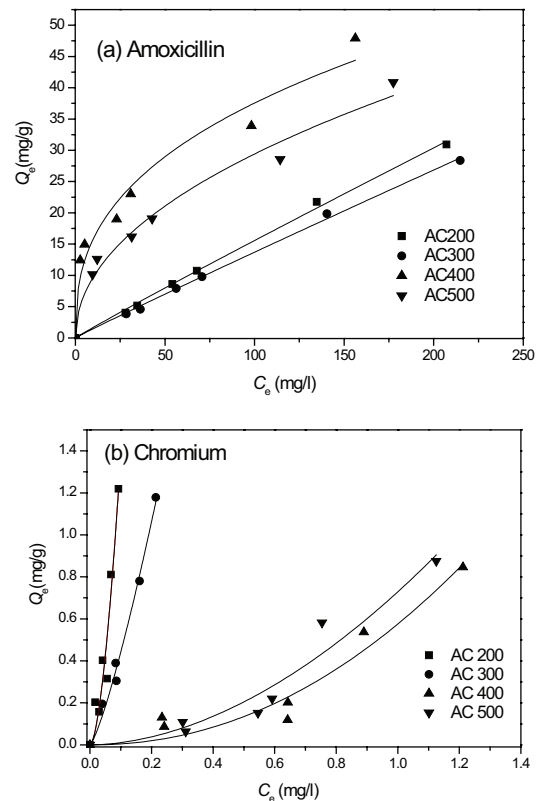 (a) Amoxicillin
50
45
40
35
30
25
20
15
10
5
0
Qe(mg/g)
AC200
AC300
AC400
AC500
0 50 100 150 200 250
Ce (mg/l)
(b) Chromium
1.4
1.2
1.0
0.8
0.6
0.4
0.2
0.0
Qe(mg/g)
AC 200
AC 300
AC 400
AC 500
0.0 0.2 0.4 0.6 0.8 1.0 1.2 1.4
Ce (mg/l)